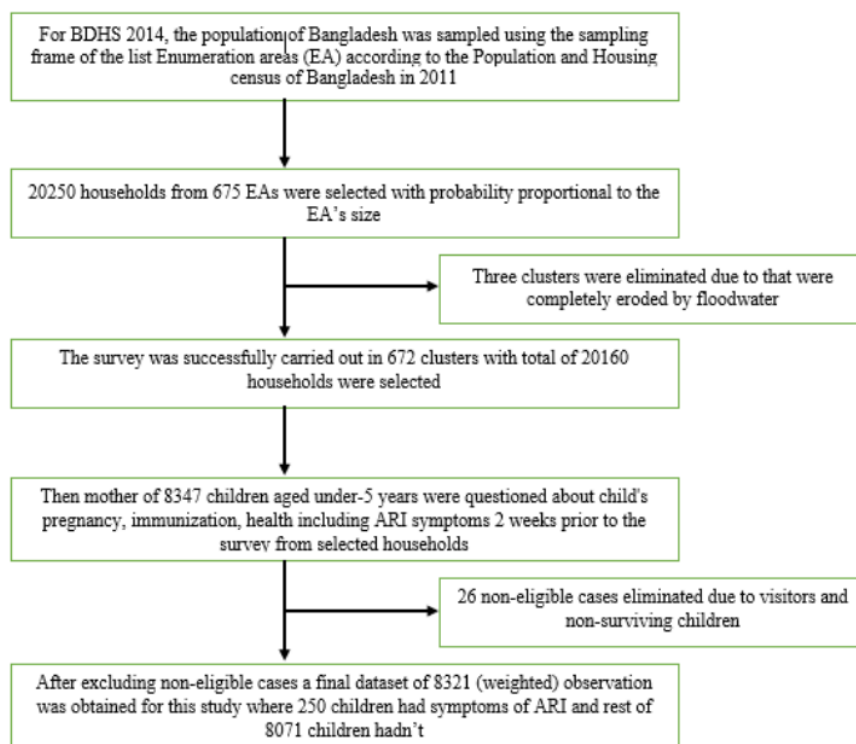 For BDHS 2014, the population of Bangladesh was sampled using the sampling
frame of the list Enumeration areas (EA) according to the Population and Housing
census of Bangladesh in 2011
20250 households from 675 EAs were selected with probability proportional to the
EA's size
Three clusters were eliminated due to that were
completely eroded by floodwater
The survey was successfully carried out in 672 clusters with total of 20160
households were selected
Then mother of 8347 children aged under-5 years were questioned about child's
pregnancy, immunization, health including ARI symptoms 2 weeks prior to the
survey from selected households
26 non-eligible cases eliminated due to visitors and
non-surviving children
After excluding non-eligible cases a final dataset of 8321 (weighted) observation
was obtained for this study where 250 children had symptoms of ARI and rest of
8071 children hadn't